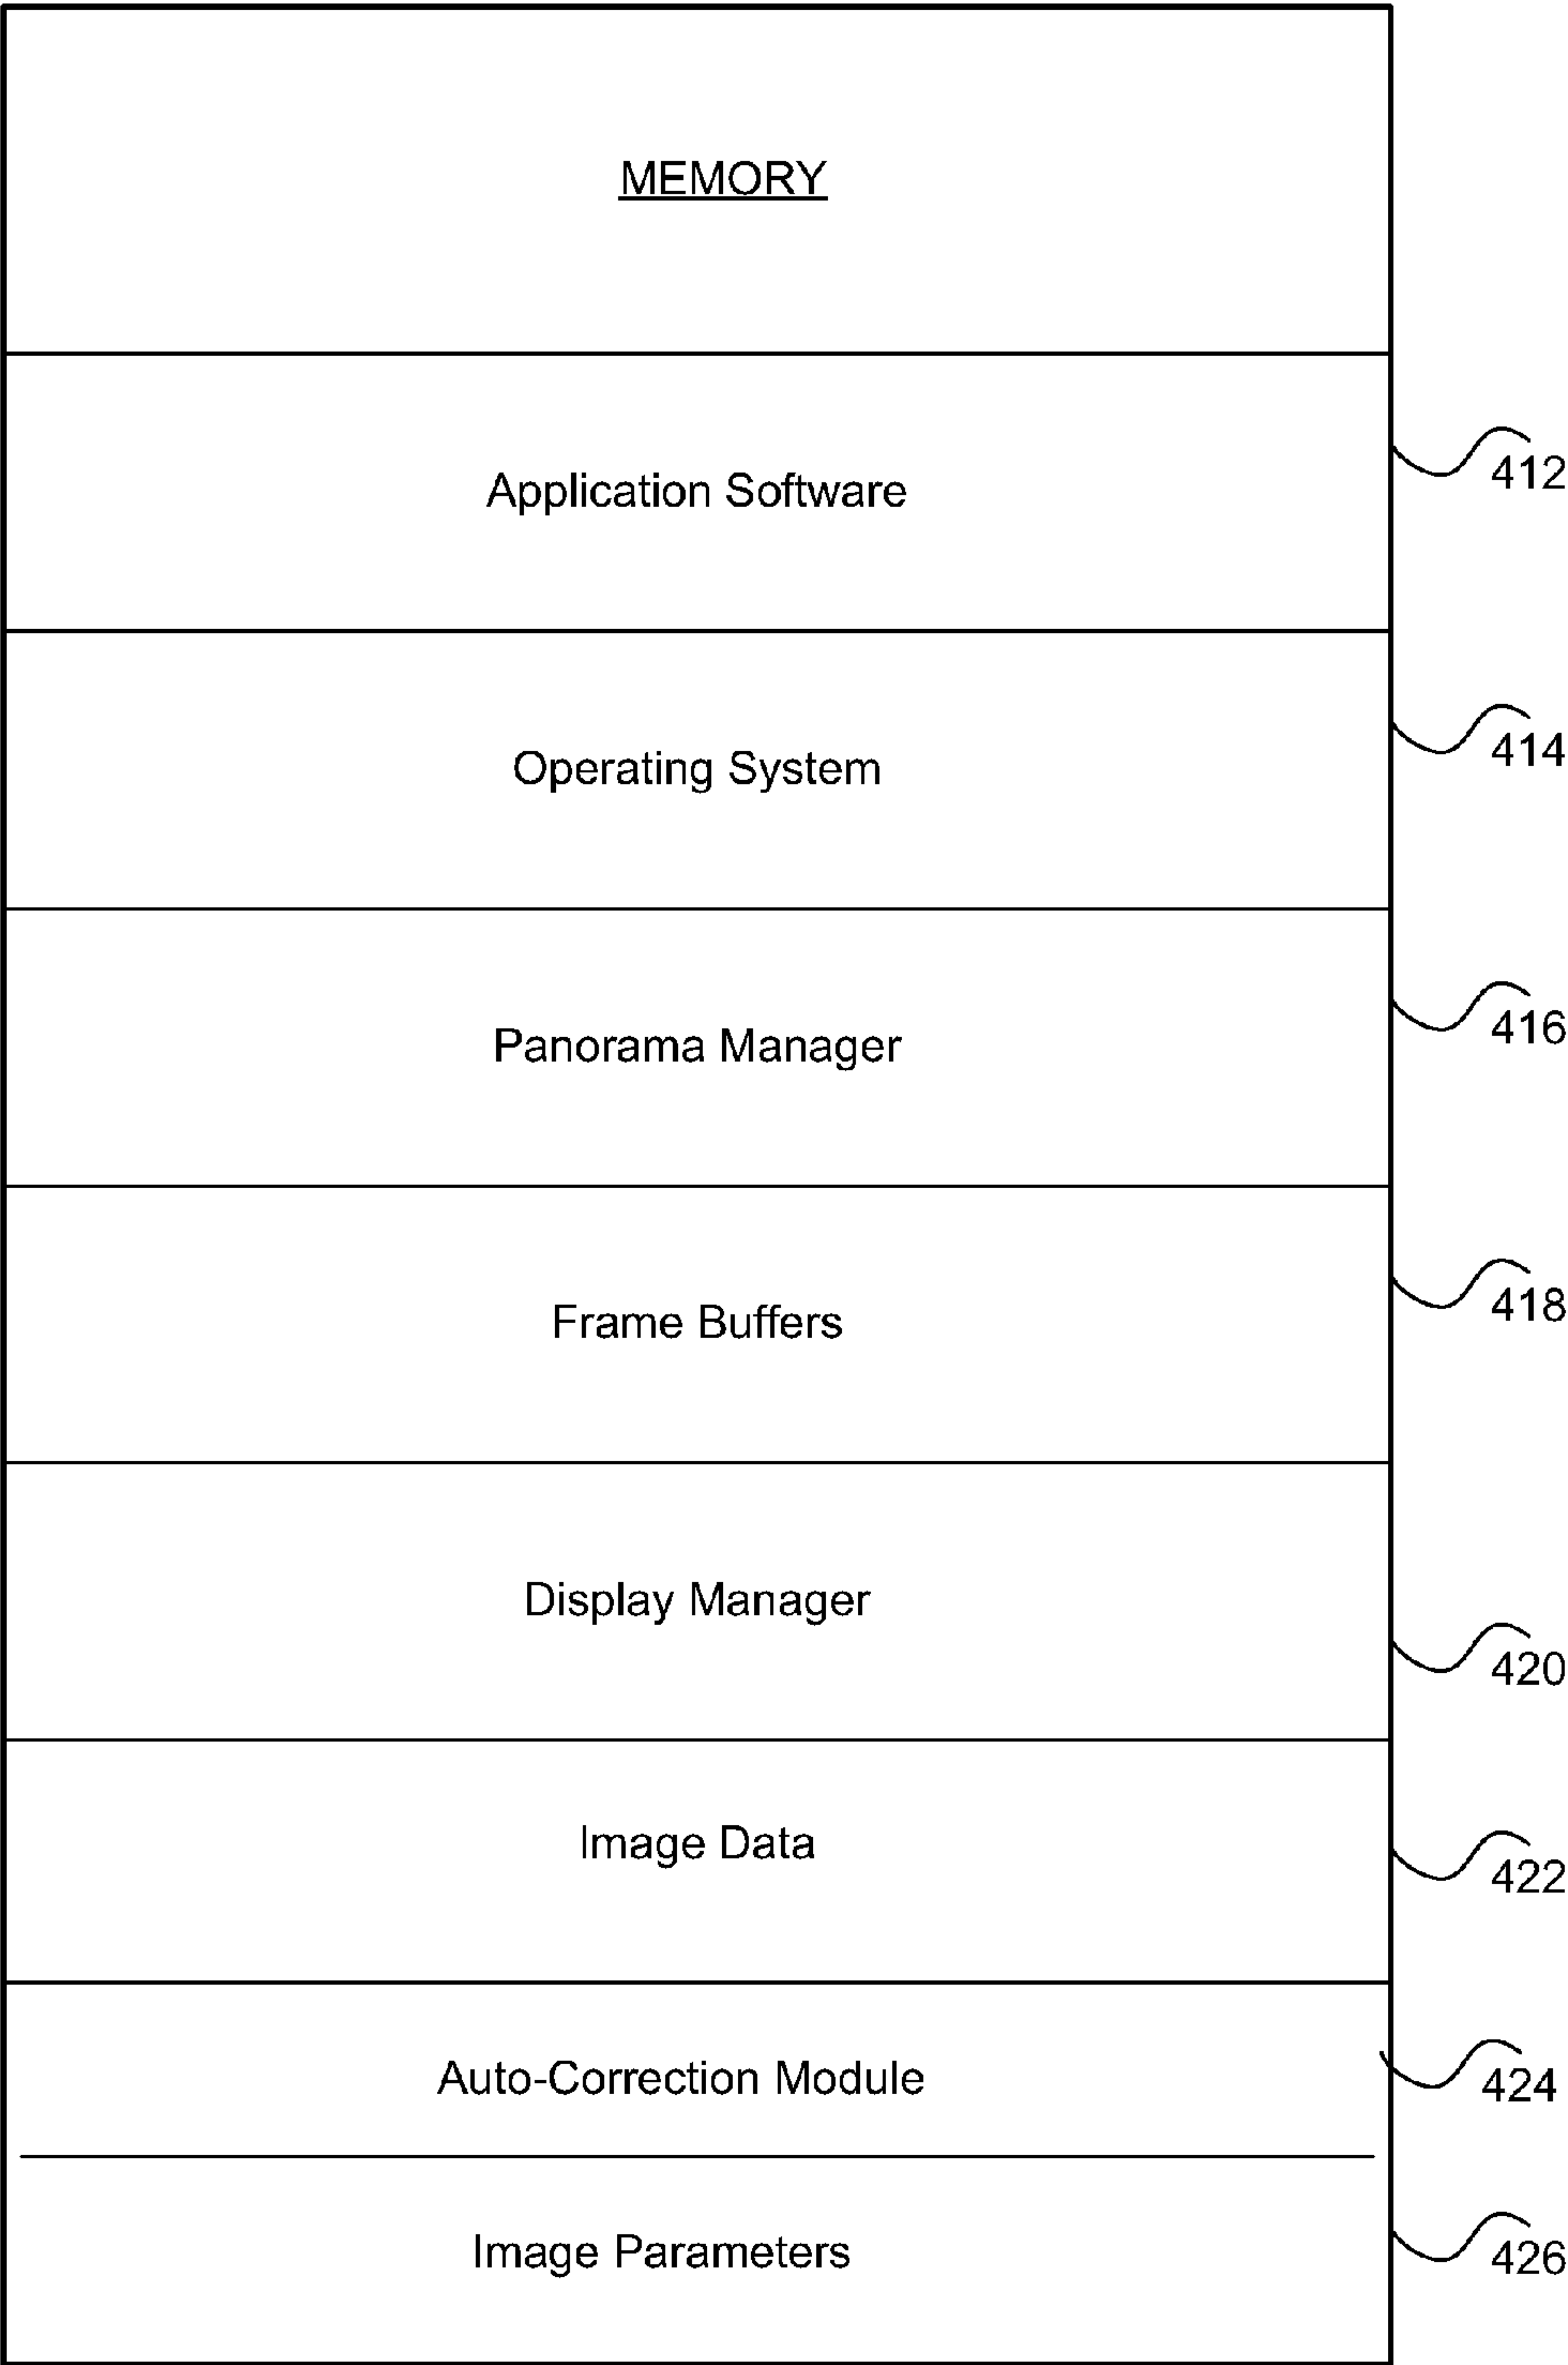 MEMORY
Application Software
412
Operating System
414
Panorama Manager
416
Frame Buffers
418
Display Manager
420
Image Data
422
Auto-Correction Module
424
Image Parameters
426